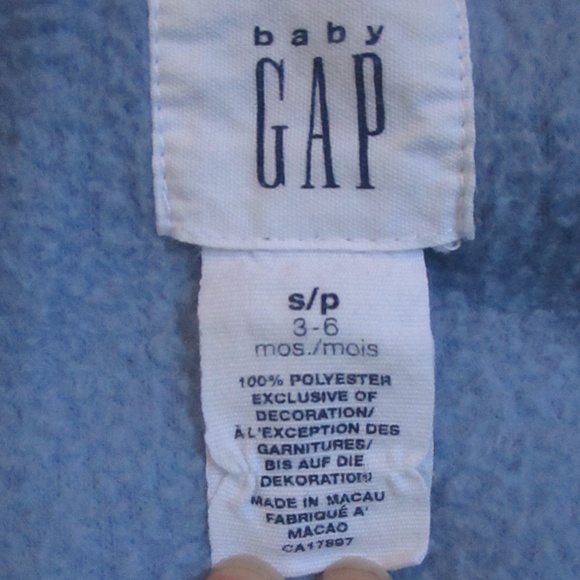 baby
GAP
s/p
3-6
mos./mois
100% POLYESTER
EXCLUSIVE OF
DECORATION/
À L'EXCEPTION DES
GARNITURES/
BIS AUF DIE
DEKORATION
MADE IN MACAU
FABRIQUÉ A'
MACAO
CA17897